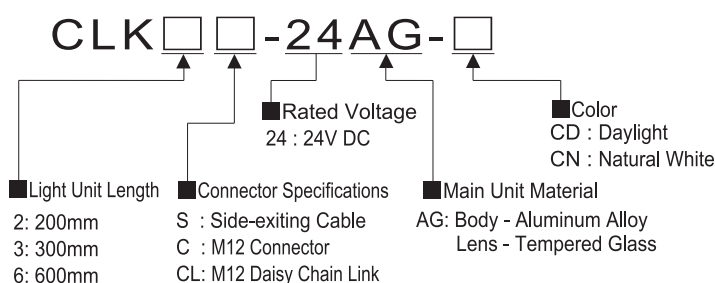 CLK□ □-24AG-□
■Rated Voltage
24 : 24V DC
■Color
CD : Daylight
CN : Natural White
■Light Unit Length
2: 200mm
3: 300mm
6: 600mm
■Connector Specifications
S : Side-exiting Cable
C : M12 Connector
CL: M12 Daisy Chain Link
■Main Unit Material
AG: Body - Aluminum Alloy
Lens - Tempered Glass